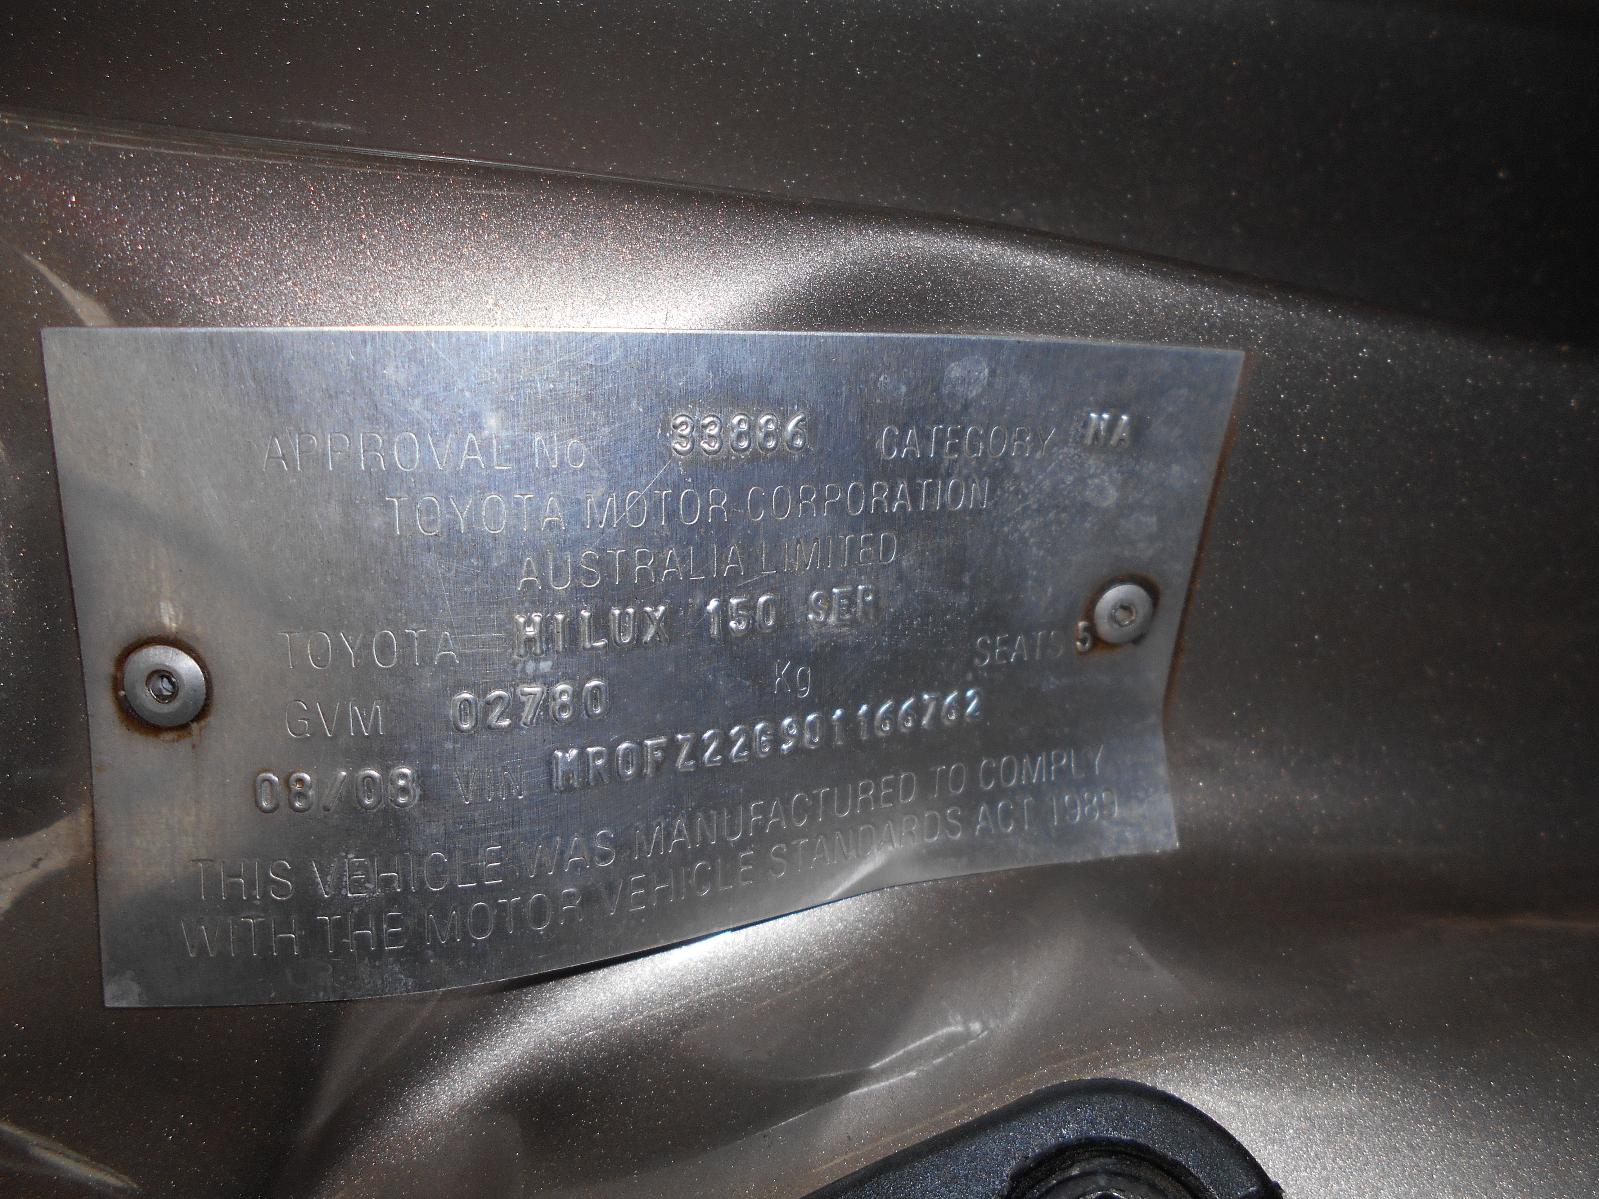 APPROVAL No 33886 CATEGORY NA
TOYOTA MOTOR CORPORATION
AUSTRALIA LIMITED
TOYOTA HILUX 150 SER
GVM 02780 Kg SEATS 5
08/08 VIN MR0FZ22G901166762
THIS VEHICLE WAS MANUFACTURED TO COMPLY
WITH THE MOTOR VEHICLE STANDARDS ACT 1989